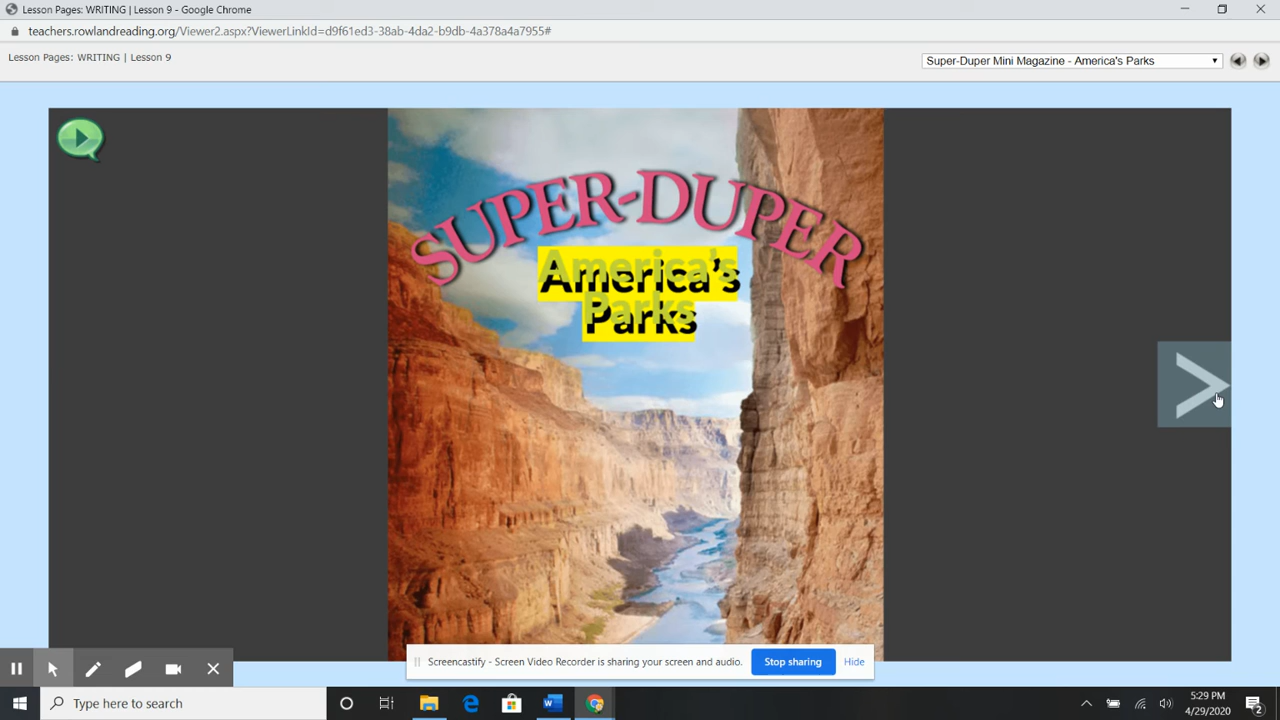 Lesson Pages: WRITING | Lesson 9 - Google Chrome
teachers.rowlandreading.org/Viewer2.aspx?ViewerLinkId=d9f61ed3-38ab-4da2-b9db-4a378a4a7955#
Lesson Pages: WRITING | Lesson 9
Super-Duper Mini Magazine - America's Parks
SUPER-DUPER
America's
Parks
Screencastify - Screen Video Recorder is sharing your screen and audio.
Stop sharing
Hide
Type here to search
5:29 PM
4/29/2020
2